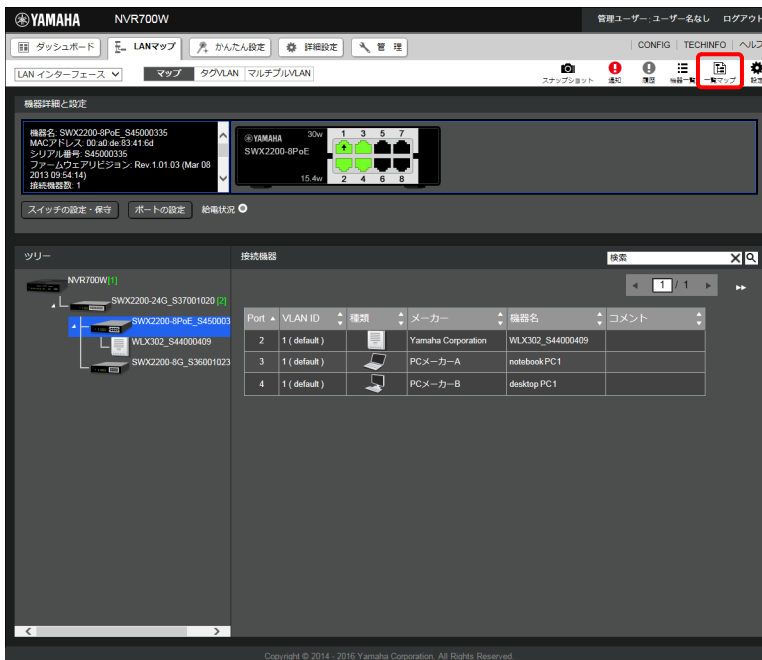 YAMAHA NVR700W 管理ユーザー:ユーザー名なし ログアウト
ダッシュボード LANマップ かんたん設定 詳細設定 管 理 CONFIG TECHINFO ヘルプ
LAN インターフェース マップ タグVLAN マルチプルVLAN スナップショット 通知 履歴 機器一覧 一覧マップ 設定
機器詳細と設定
機器名: SWX2200-8PoE_S45000335
MACアドレス: 00:a0:de:83:41:6d
シリアル番号: S45000335
ファームウェアリビジョン: Rev.1.01.03 (Mar 08
2013 09:54:14)
接続機器数: 1
YAMAHA 30w 1 3 5 7
SWX2200-8PoE
15.4w 2 4 6 8
スイッチの設定・保守 ポートの設定 給電状況
ツリー
NVR700W[1]
SWX2200-24G_S37001020 [2]
SWX2200-8PoE_S450003
WLX302_S44000409
SWX2200-8G_S36001023
接続機器 検索
1 / 1
Port VLAN ID 種類 メーカー 機器名 コメント
2 1 ( default ) Yamaha Corporation WLX302_S44000409
3 1 ( default ) PCメーカーA notebook PC1
4 1 ( default ) PCメーカーB desktop PC1
Copyright © 2014 - 2016 Yamaha Corporation. All Rights Reserved.